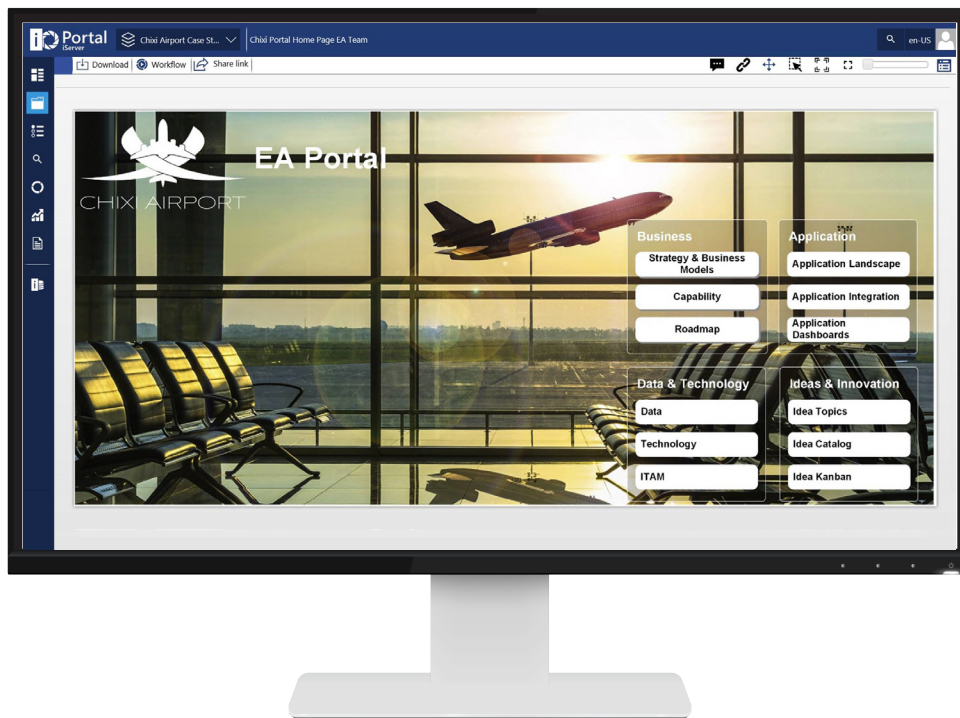 Portal
iServer
Chixi Airport Case St...
Chixi Portal Home Page EA Team
en-US
Download
Workflow
Share link
EA Portal
CHIXI AIRPORT
Business
Strategy & Business
Models
Capability
Roadmap
Application
Application Landscape
Application Integration
Application
Dashboards
Data & Technology
Data
Technology
ITAM
Ideas & Innovation
Idea Topics
Idea Catalog
Idea Kanban